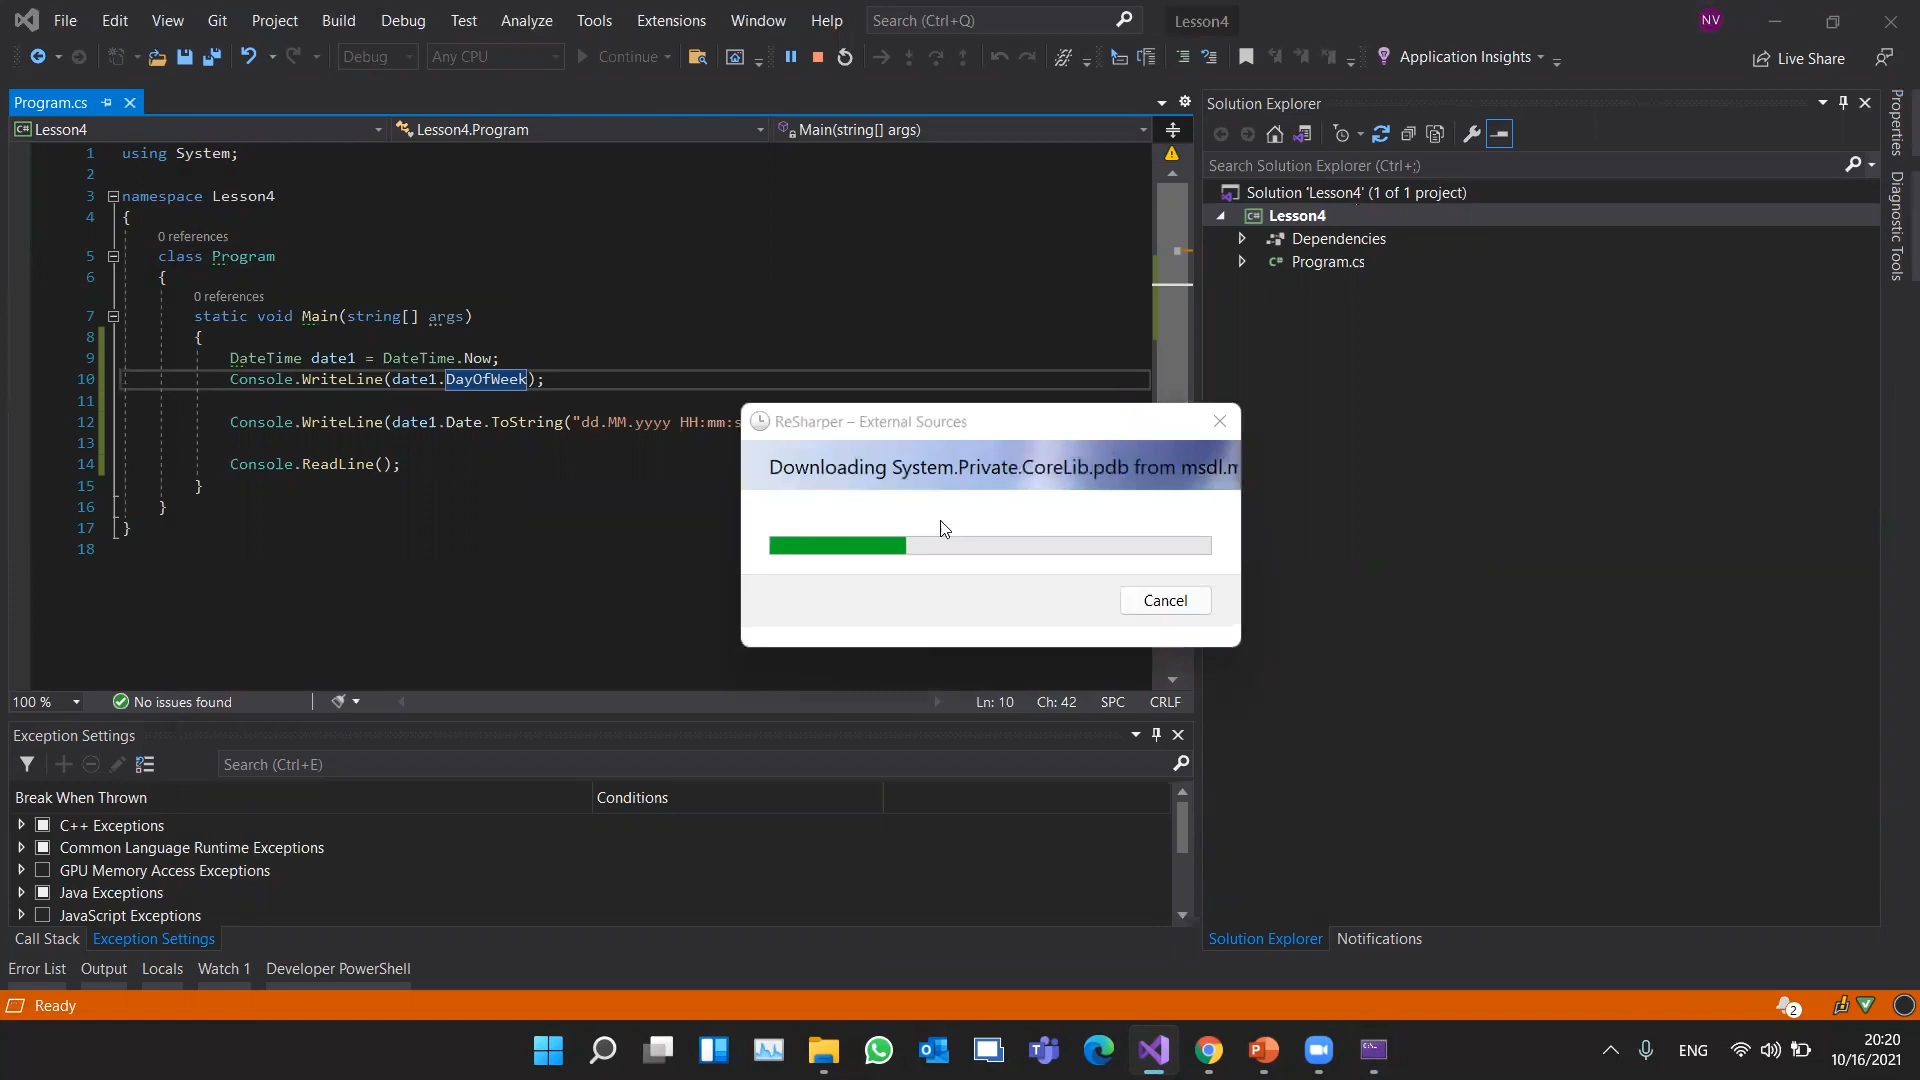 File Edit View Git Project Build Debug Test Analyze Tools Extensions Window Help Search (Ctrl+Q) Lesson4 NV
Debug Any CPU Continue Application Insights Live Share
Program.cs
Lesson4 Lesson4.Program Main(string[] args)
1 using System;
2
3 namespace Lesson4
4 {
0 references
5 class Program
6 {
0 references
7 static void Main(string[] args)
8 {
9 DateTime date1 = DateTime.Now;
10 Console.WriteLine(date1.DayOfWeek);
11
12 Console.WriteLine(date1.Date.ToString("dd.MM.yyyy HH:mm:s
13
14 Console.ReadLine();
15 }
16 }
17 }
18
ReSharper – External Sources
Downloading System.Private.CoreLib.pdb from msdl.m
Cancel
100 % No issues found Ln: 10 Ch: 42 SPC CRLF
Exception Settings
Search (Ctrl+E)
Break When Thrown Conditions
C++ Exceptions
Common Language Runtime Exceptions
GPU Memory Access Exceptions
Java Exceptions
JavaScript Exceptions
Call Stack Exception Settings
Error List Output Locals Watch 1 Developer PowerShell
Solution Explorer
Search Solution Explorer (Ctrl+;)
Solution 'Lesson4' (1 of 1 project)
C# Lesson4
Dependencies
C# Program.cs
Solution Explorer Notifications
Properties
Diagnostic Tools
Ready 2
ENG
20:20
10/16/2021